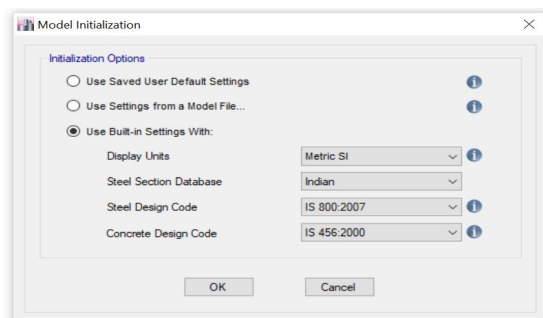 Model Initialization
Initialization Options
Use Saved User Default Settings
Use Settings from a Model File...
Use Built-in Settings With:
Display Units Metric SI
Steel Section Database Indian
Steel Design Code IS 800:2007
Concrete Design Code IS 456:2000
OK Cancel